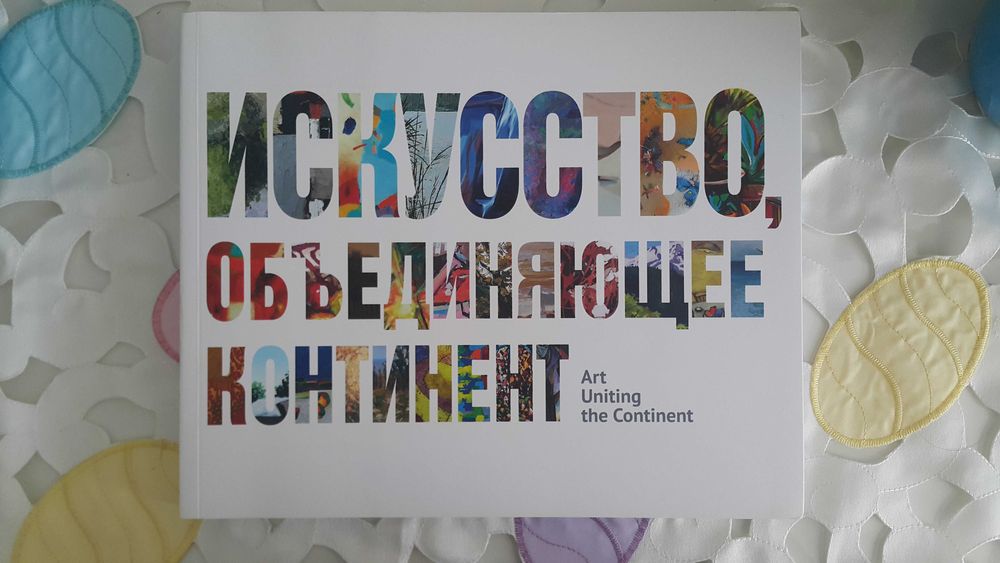 ИСКУССТВО,
ОБЪЕДИНЯЮЩЕЕ
КОНТИНЕНТ
Art
Uniting
the Continent